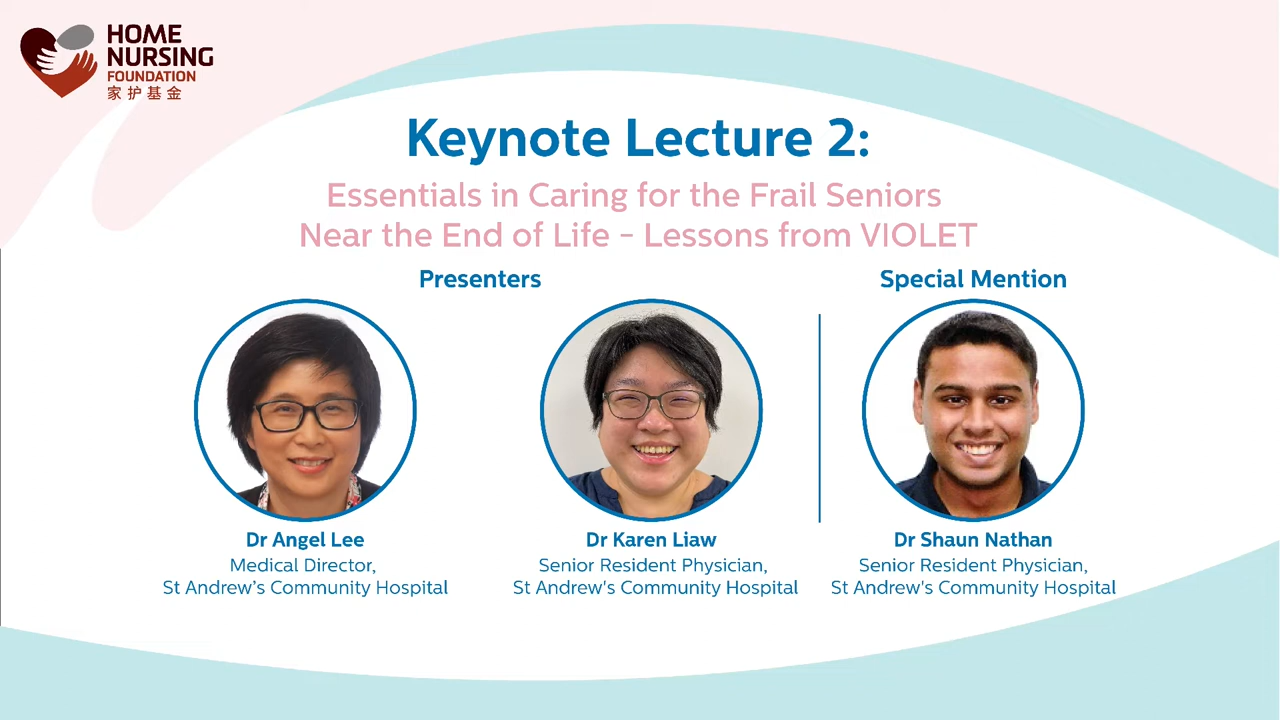 HOME
NURSING
FOUNDATION
家护基金
Keynote Lecture 2:
Essentials in Caring for the Frail Seniors
Near the End of Life – Lessons from VIOLET
Presenters
Special Mention
Dr Angel Lee
Medical Director,
St Andrew’s Community Hospital
Dr Karen Liaw
Senior Resident Physician,
St Andrew's Community Hospital
Dr Shaun Nathan
Senior Resident Physician,
St Andrew's Community Hospital